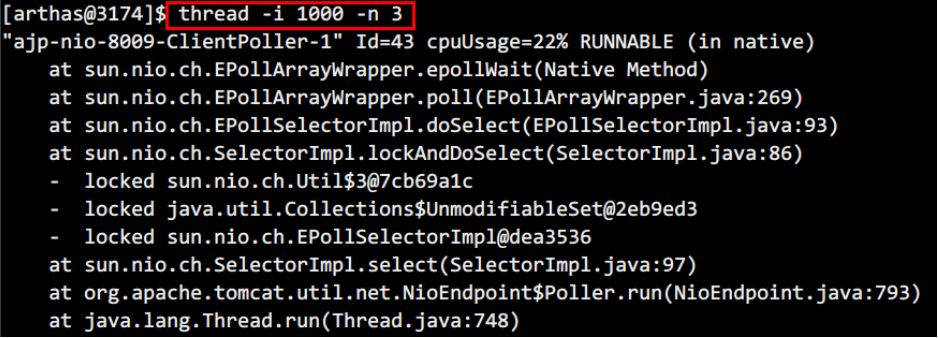 [arthas@3174]$ thread -i 1000 -n 3
"ajp-nio-8009-ClientPoller-1" Id=43 cpuUsage=22% RUNNABLE (in native)
    at sun.nio.ch.EPollArrayWrapper.epollWait(Native Method)
    at sun.nio.ch.EPollArrayWrapper.poll(EPollArrayWrapper.java:269)
    at sun.nio.ch.EPollSelectorImpl.doSelect(EPollSelectorImpl.java:93)
    at sun.nio.ch.SelectorImpl.lockAndDoSelect(SelectorImpl.java:86)
    -  locked sun.nio.ch.Util$3@7cb69a1c
    -  locked java.util.Collections$UnmodifiableSet@2eb9ed3
    -  locked sun.nio.ch.EPollSelectorImpl@dea3536
    at sun.nio.ch.SelectorImpl.select(SelectorImpl.java:97)
    at org.apache.tomcat.util.net.NioEndpoint$Poller.run(NioEndpoint.java:793)
    at java.lang.Thread.run(Thread.java:748)